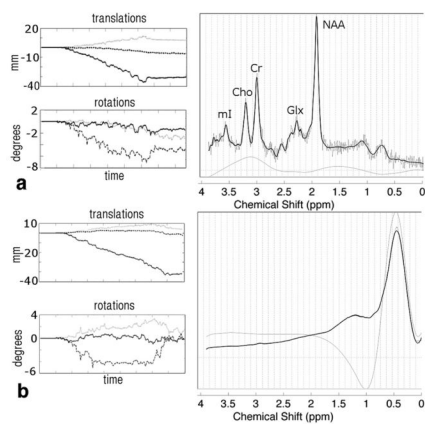 translations
10
0
mm
-40
rotations
2
-2
degrees
-8
time
a
NAA
Cr
Cho
Glx
mI
4 3.5 3 2.5 2 1.5 1 0.5 0
Chemical Shift (ppm)
translations
10
0
mm
-40
rotations
4
0
degrees
-6
time
b
4 3.5 3 2.5 2 1.5 1 0.5 0
Chemical Shift (ppm)